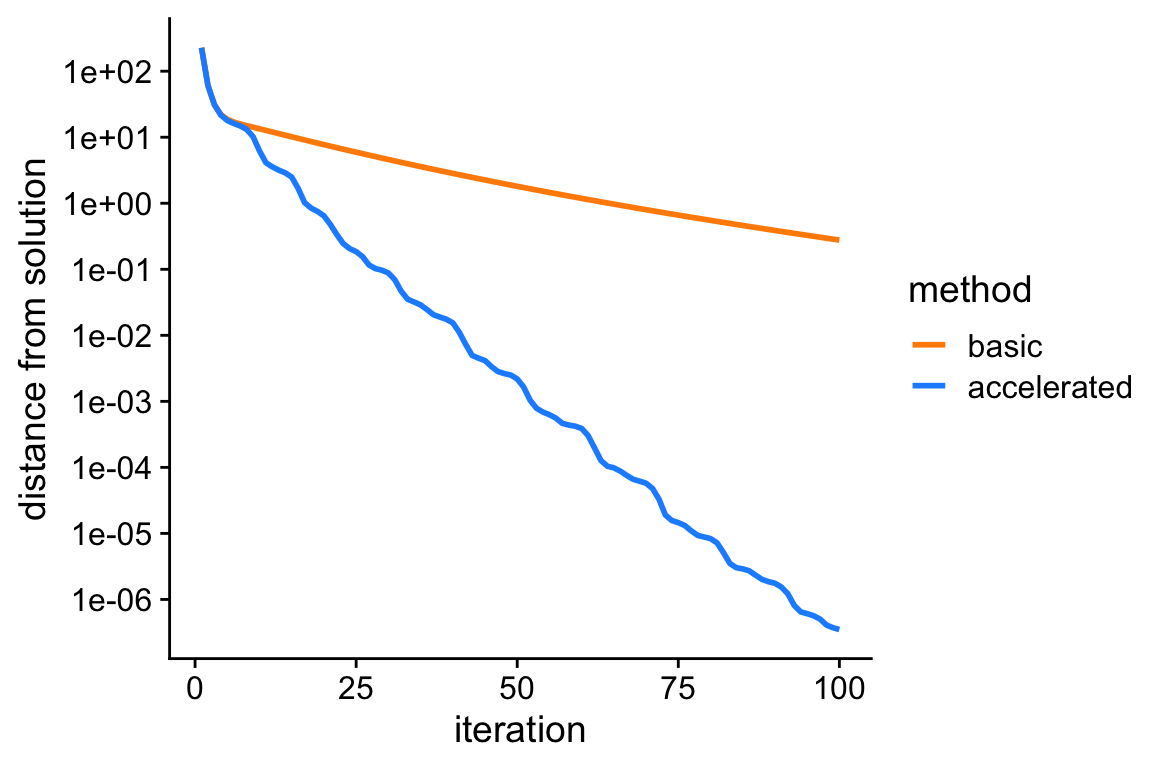 distance from solution
1e+02
1e+01
1e+00
1e-01
1e-02
1e-03
1e-04
1e-05
1e-06
0 25 50 75 100
iteration
method
basic
accelerated